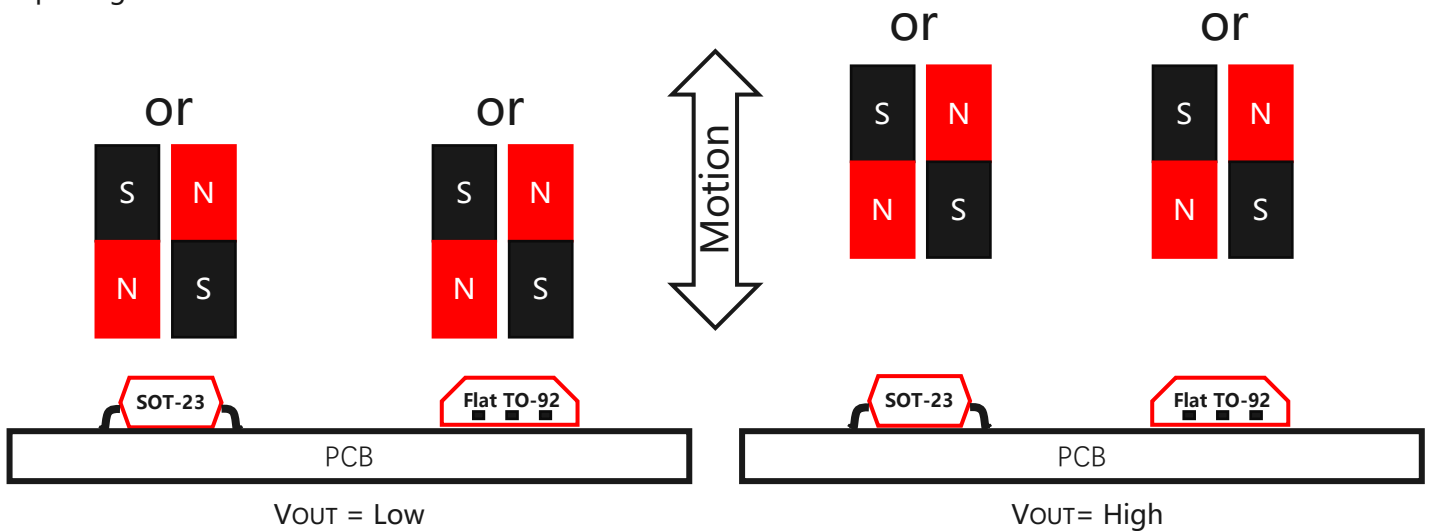 or or
or or
S N S N
S N S N
N S N S
N S N S
Motion
SOT-23 Flat TO-92
SOT-23 Flat TO-92
PCB
PCB
VOUT = Low
VOUT= High